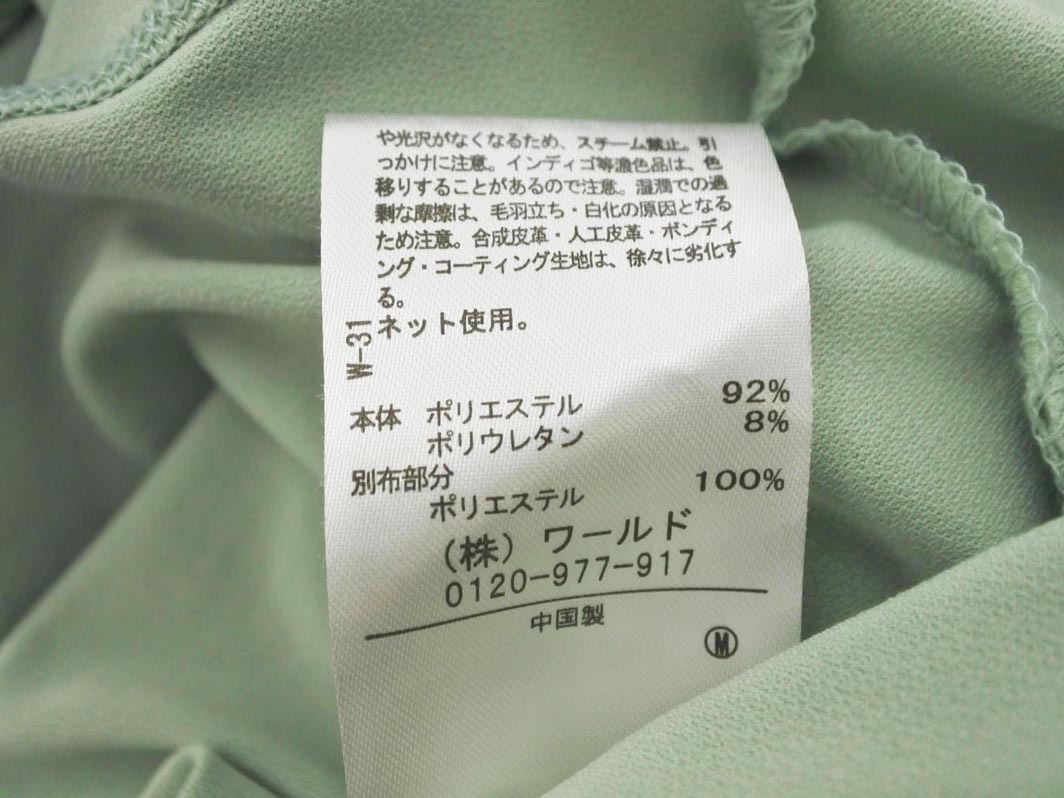 や光沢がなくなるため、スチーム禁止。引
っかけに注意。インディゴ等濃色品は、色
移りすることがあるので注意。湿潤での過
剰な摩擦は、毛羽立ち・白化の原因となる
ため注意。合成皮革・人工皮革・ボンディ
ング・コーティング生地は、徐々に劣化す
る。
ネット使用。
W-31
本体 ポリエステル 92%
ポリウレタン 8%
別布部分
ポリエステル 100%
(株) ワールド
0120-977-917
中国製
M